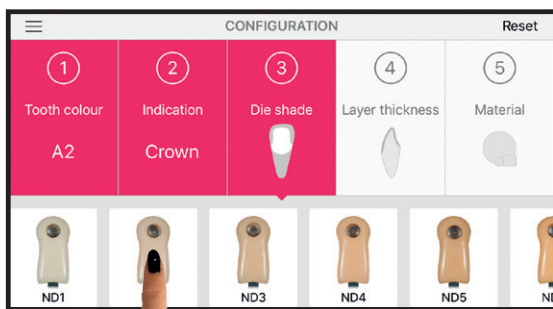 CONFIGURATION
Reset
1
2
3
4
5
Tooth colour
Indication
Die shade
Layer thickness
Material
A2
Crown
ND1
ND3
ND4
ND5